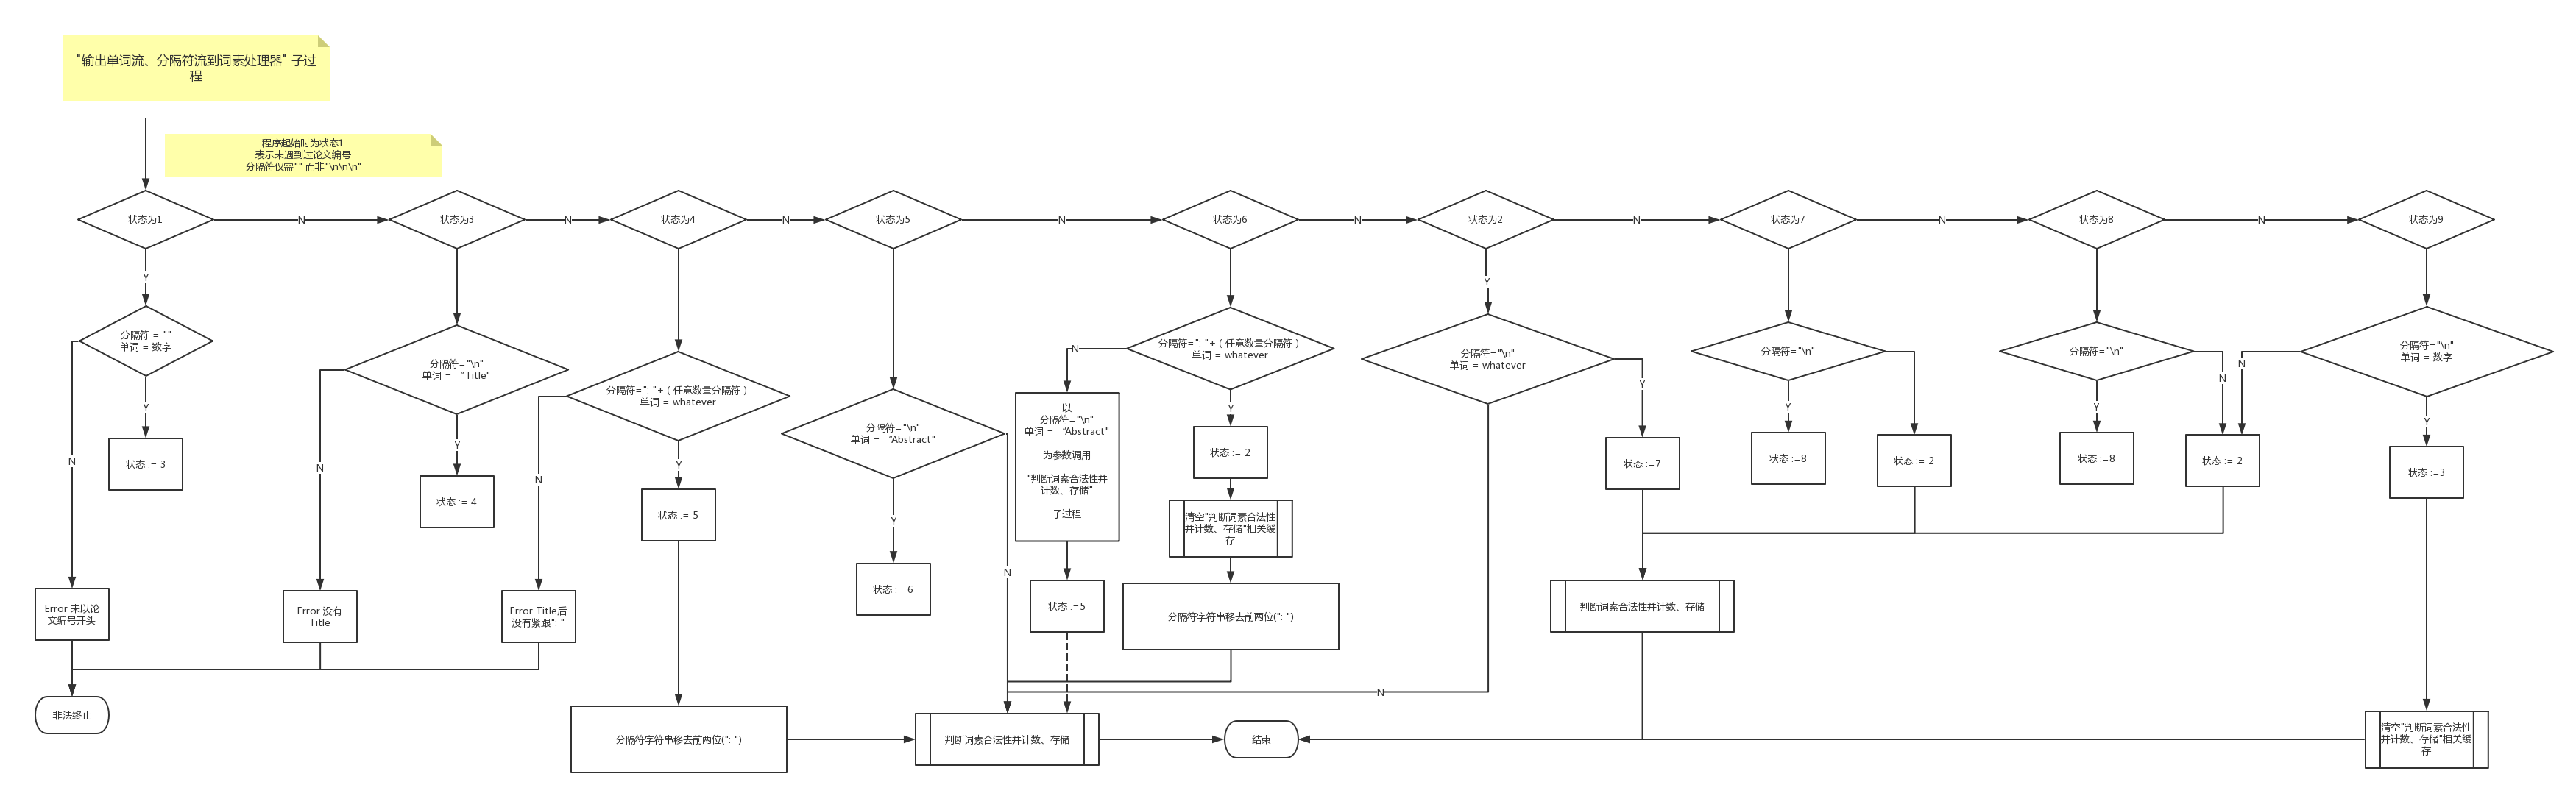 "输出单词流、分隔符流到词素处理器" 子过
程
程序起始时为状态1
表示未遇到过论文编号
分隔符仅需"" 而非"\n\n\n"
状态为1
N
状态为3
N
状态为4
N
状态为5
N
状态为6
N
状态为2
N
状态为7
N
状态为8
N
状态为9
Y
分隔符 = ""
单词 = 数字
N
Y
状态 := 3
Error 未以论
文编号开头
非法终止
分隔符="\n"
单词 = “Title"
N
Y
状态 := 4
Error 没有
Title
分隔符=": "+ ( 任意数量分隔符 )
单词 = whatever
N
Y
状态 := 5
Error Title后
没有紧跟": "
分隔符字符串移去前两位(": ")
分隔符="\n"
单词 = “Abstract"
Y
N
状态 := 6
分隔符=": "+ ( 任意数量分隔符 )
单词 = whatever
N
Y
以
分隔符="\n"
单词 = “Abstract"
为参数调用
"判断词素合法性并
计数、存储"
子过程
状态 :=5
状态 := 2
清空"判断词素合法性
并计数、存储"相关缓
存
分隔符字符串移去前两位(": ")
判断词素合法性并计数、存储
结束
Y
分隔符="\n"
单词 = whatever
Y
N
状态 :=7
判断词素合法性并计数、存储
分隔符="\n"
Y
状态 :=8
状态 := 2
分隔符="\n"
Y
N
状态 :=8
状态 := 2
分隔符="\n"
单词 = 数字
N
Y
状态 :=3
清空"判断词素合法性
并计数、存储"相关缓
存